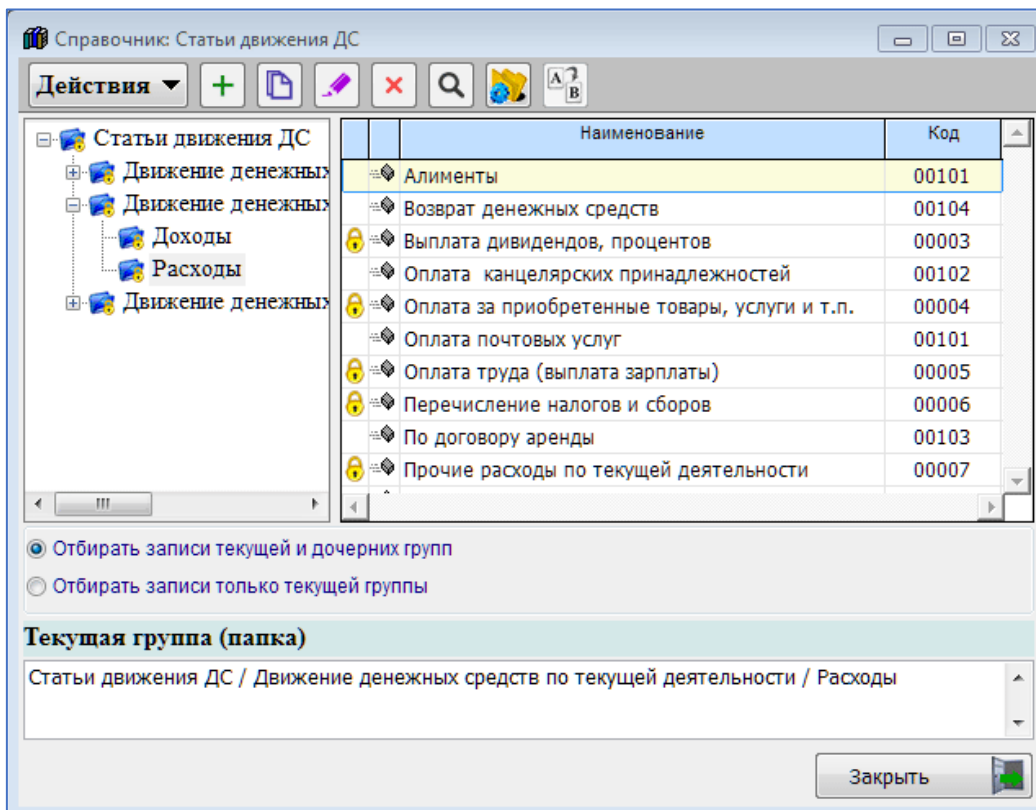 Справочник: Статьи движения ДС
Действия
A B
Статьи движения ДС
Движение денежных
Движение денежных
Доходы
Расходы
Движение денежных
Наименование Код
Алименты 00101
Возврат денежных средств 00104
Выплата дивидендов, процентов 00003
Оплата  канцелярских принадлежностей 00102
Оплата за приобретенные товары, услуги и т.п. 00004
Оплата почтовых услуг 00101
Оплата труда (выплата зарплаты) 00005
Перечисление налогов и сборов 00006
По договору аренды 00103
Прочие расходы по текущей деятельности 00007
Отбирать записи текущей и дочерних групп
Отбирать записи только текущей группы
Текущая группа (папка)
Статьи движения ДС / Движение денежных средств по текущей деятельности / Расходы
Закрыть